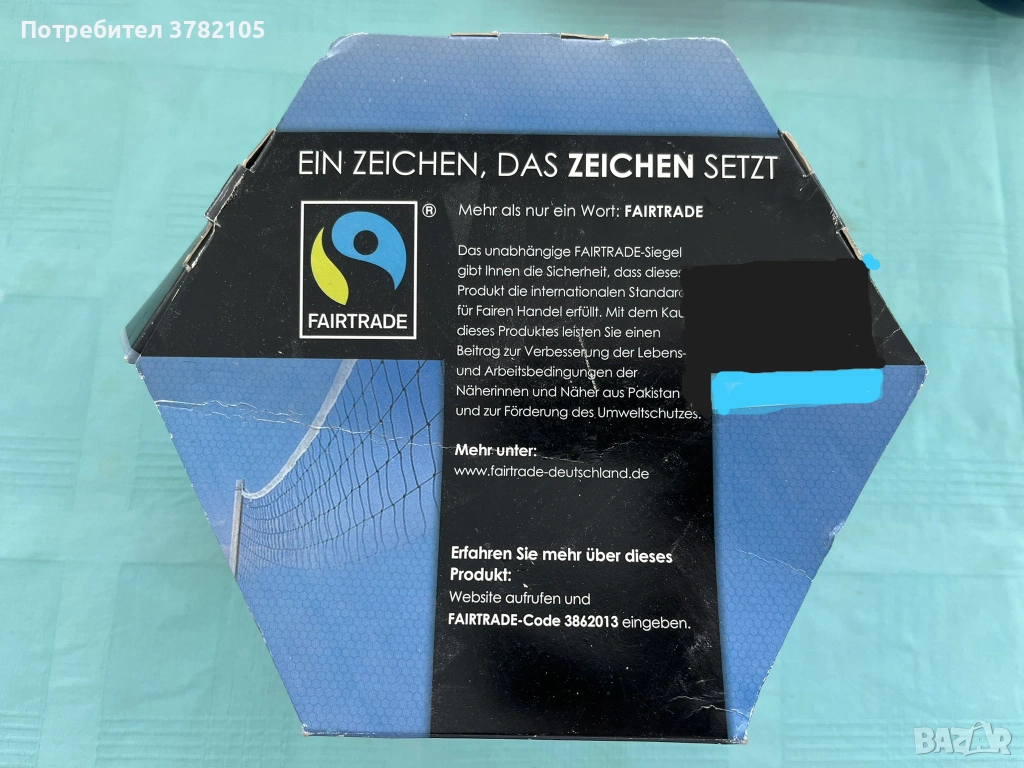 Потребител 3782105
EIN ZEICHEN, DAS ZEICHEN SETZT
FAIRTRADE
®
Mehr als nur ein Wort: FAIRTRADE
Das unabhängige FAIRTRADE-Siegel
gibt Ihnen die Sicherheit, dass dieses
Produkt die internationalen
für Fairen Handel erfüllt. Mit dem
dieses Produktes leisten Sie einen
Beitrag zur Verbesserung der Lebens-
und Arbeitsbedingungen der
Näherinnen und Näher aus Pakistan
und zur Förderung des Umweltschutzes.
Mehr unter:
www.fairtrade-deutschland.de
Erfahren Sie mehr über dieses
Produkt:
Website aufrufen und
FAIRTRADE-Code 3862013 eingeben.
BAZAR